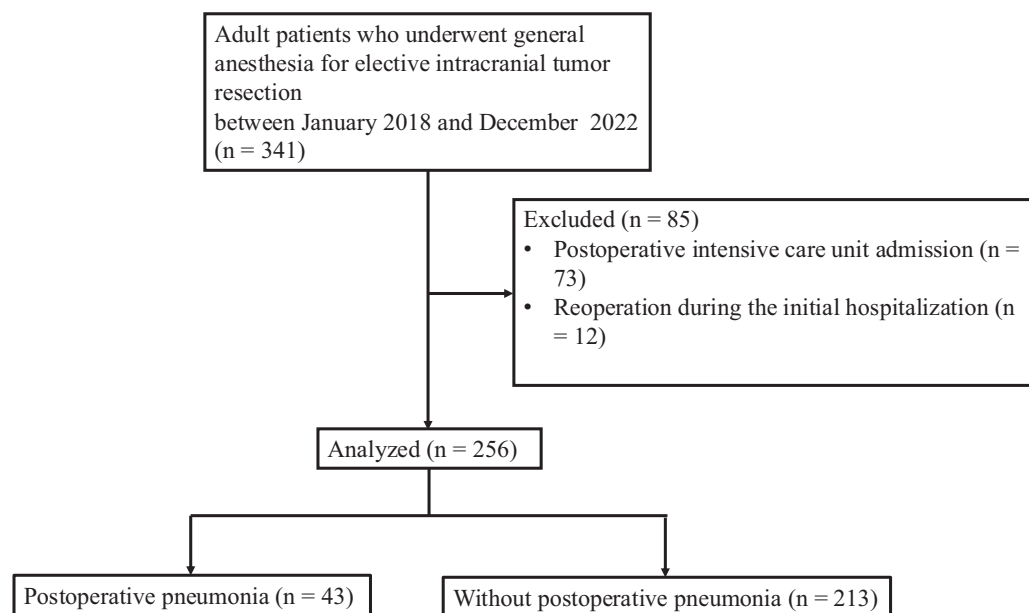 Adult patients who underwent general
anesthesia for elective intracranial tumor
resection
between January 2018 and December  2022
(n = 341)
Excluded (n = 85)
• Postoperative intensive care unit admission (n =
73)
• Reoperation during the initial hospitalization (n
= 12)
Analyzed (n = 256)
Postoperative pneumonia (n = 43)
Without postoperative pneumonia (n = 213)